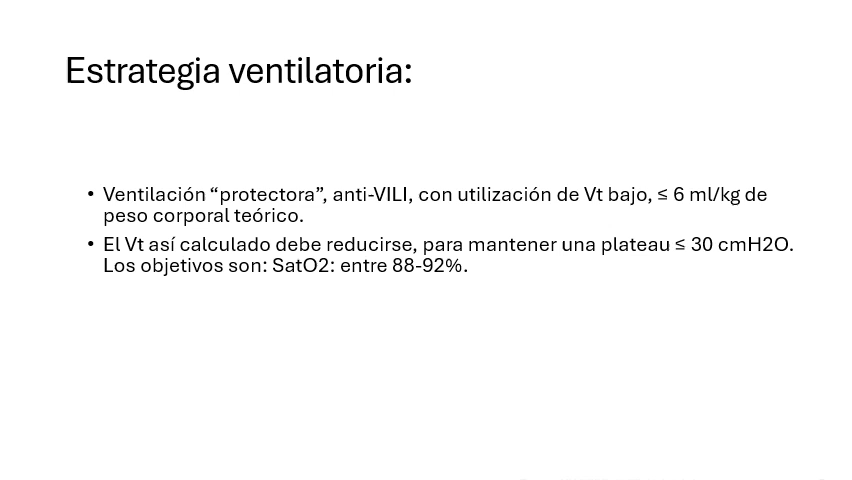 Estrategia ventilatoria:
• Ventilación “protectora”, anti-VILI, con utilización de Vt bajo, ≤ 6 ml/kg de
peso corporal teórico.
• El Vt así calculado debe reducirse, para mantener una plateau ≤ 30 cmH2O.
Los objetivos son: SatO2: entre 88-92%.